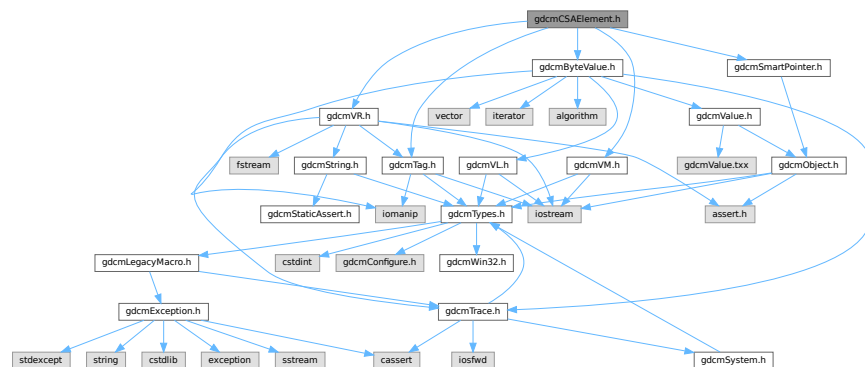 gdcmCSAElement.h
gdcmByteValue.h
gdcmSmartPointer.h
gdcmVR.h
vector
iterator
algorithm
gdcmValue.h
fstream
gdcmString.h
gdcmTag.h
gdcmVL.h
gdcmVM.h
gdcmValue.txx
gdcmObject.h
gdcmStaticAssert.h
iomanip
gdcmTypes.h
iostream
assert.h
gdcmLegacyMacro.h
cstdint
gdcmConfigure.h
gdcmWin32.h
gdcmException.h
gdcmTrace.h
stdexcept
string
cstdlib
exception
sstream
cassert
iosfwd
gdcmSystem.h